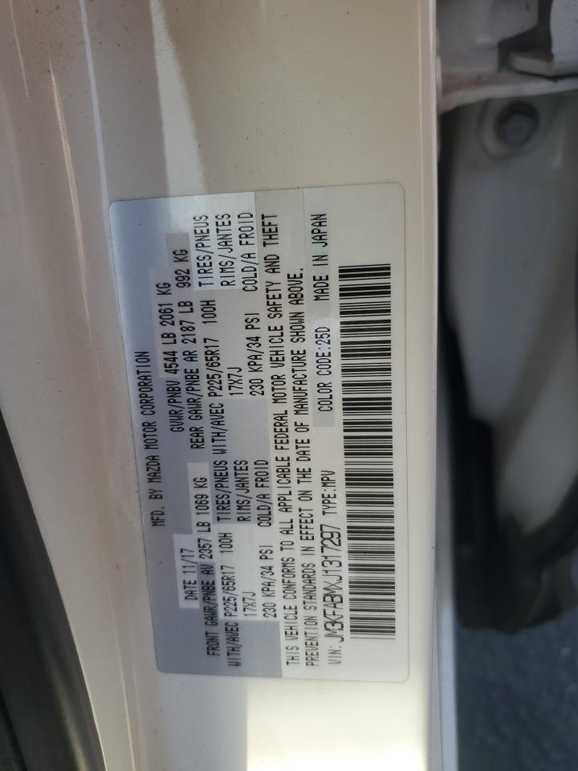 MFD. BY MAZDA MOTOR CORPORATION
DATE 11/17 GVWR/PNBV 4544 LB 2061 KG
FRONT GAWR/PNBE AV 2357 LB 1069 KG REAR GAWR/PNBE AR 2187 LB 992 KG
WITH/AVEC P225/65R17 100H TIRES/PNEUS WITH/AVEC P225/65R17 100H TIRES/PNEUS
17X7J RIMS/JANTES 17X7J RIMS/JANTES
230 KPA/34 PSI COLD/A FROID 230 KPA/34 PSI COLD/A FROID
THIS VEHICLE CONFORMS TO ALL APPLICABLE FEDERAL MOTOR VEHICLE SAFETY AND THEFT
PREVENTION STANDARDS IN EFFECT ON THE DATE OF MANUFACTURE SHOWN ABOVE.
VIN: JM3KFABMXJ1317297 TYPE:MPV COLOR CODE:25D MADE IN JAPAN